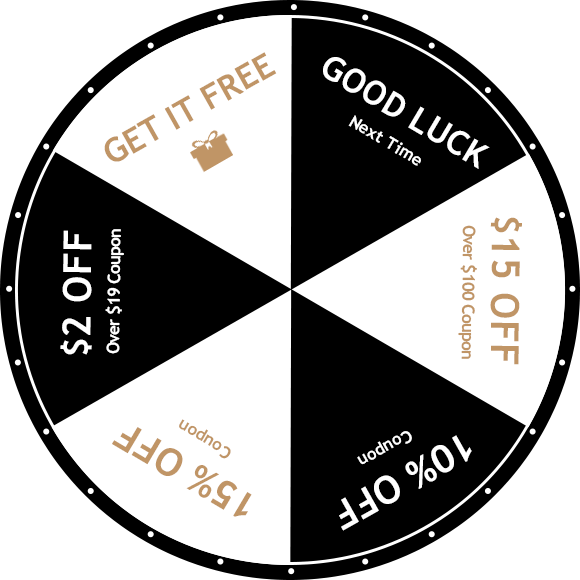 GET IT FREE
GOOD LUCK
Next Time
$15 OFF
Over $100 Coupon
10% OFF
Coupon
15% OFF
Coupon
$2 OFF
Over $19 Coupon